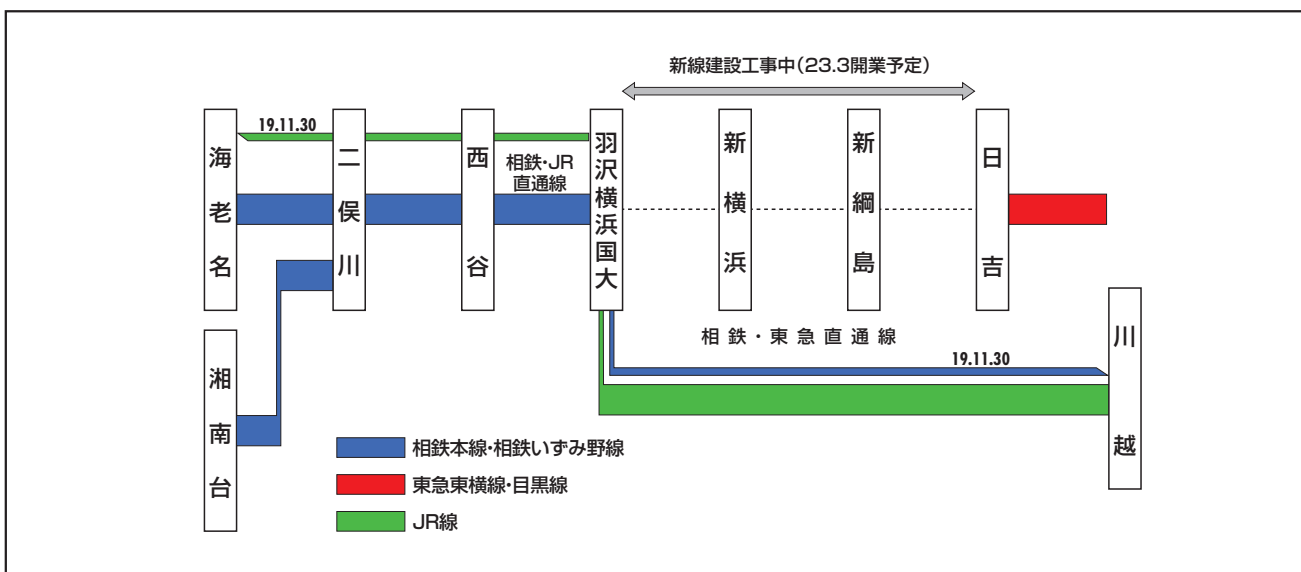 新線建設工事中(23.3開業予定)
19.11.30
海老名
二俣川
西谷
相鉄・JR
直通線
羽沢横浜国大
新横浜
新綱島
日吉
相鉄・東急直通線
19.11.30
川越
湘南台
相鉄本線・相鉄いずみ野線
東急東横線・目黒線
JR線